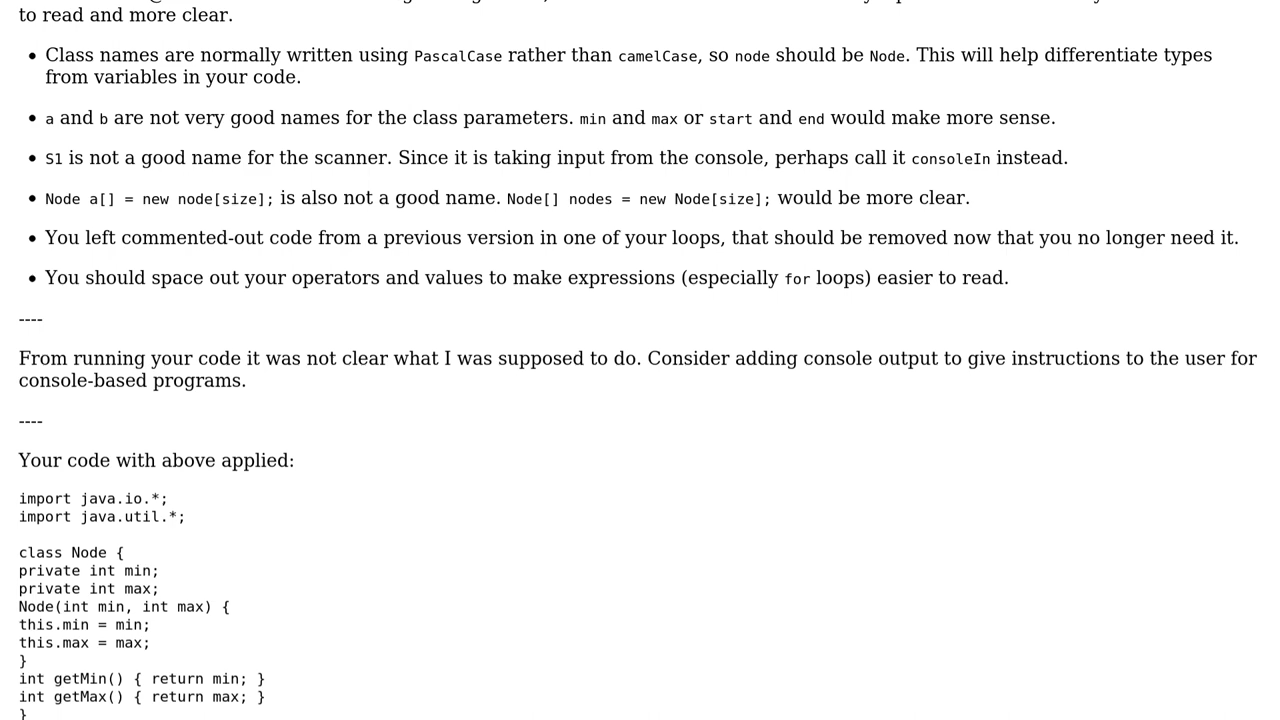 to read and more clear.
• Class names are normally written using PascalCase rather than camelCase, so node should be Node. This will help differentiate types
from variables in your code.
• a and b are not very good names for the class parameters. min and max or start and end would make more sense.
• S1 is not a good name for the scanner. Since it is taking input from the console, perhaps call it consoleIn instead.
• Node a[] = new node[size]; is also not a good name. Node[] nodes = new Node[size]; would be more clear.
• You left commented-out code from a previous version in one of your loops, that should be removed now that you no longer need it.
• You should space out your operators and values to make expressions (especially for loops) easier to read.
----
From running your code it was not clear what I was supposed to do. Consider adding console output to give instructions to the user for
console-based programs.
----
Your code with above applied:
import java.io.*;
import java.util.*;
class Node {
private int min;
private int max;
Node(int min, int max) {
this.min = min;
this.max = max;
}
int getMin() { return min; }
int getMax() { return max; }
}